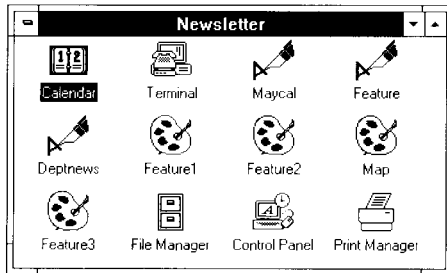 Newsletter
Calendar Terminal Maycal Feature
Deptnews Feature1 Feature2 Map
Feature3 File Manager Control Panel Print Manager